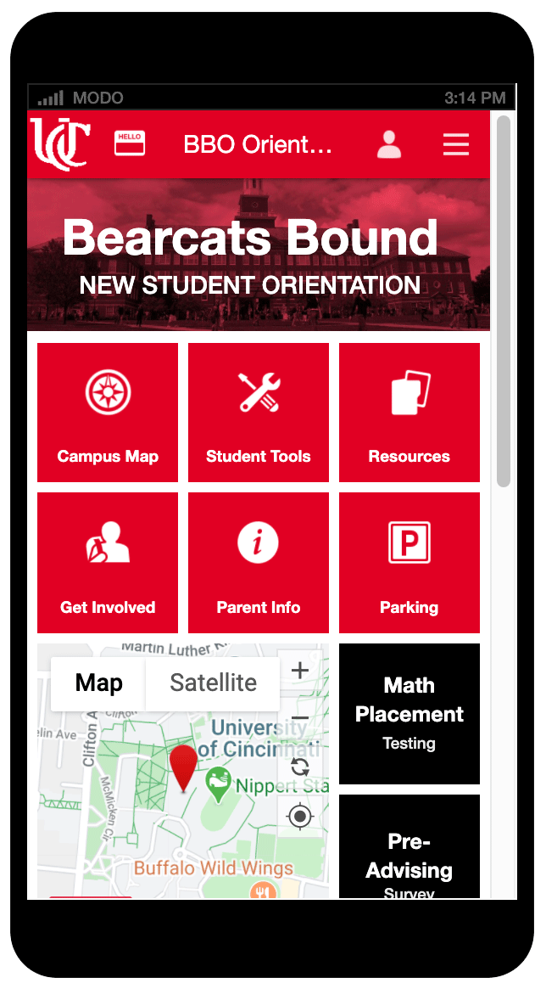 MODO
3:14 PM
UC
HELLO
BBO Orient...
Bearcats Bound
NEW STUDENT ORIENTATION
Campus Map
Student Tools
Resources
Get Involved
Parent Info
P
Parking
Martin Luther K
Map
Satellite
Clifton A
elin Ave
University
of Cincinnati
McMicken Cir
Nippert Sta
Buffalo Wild Wings
Math
Placement
Testing
Pre-
Advising
Survey